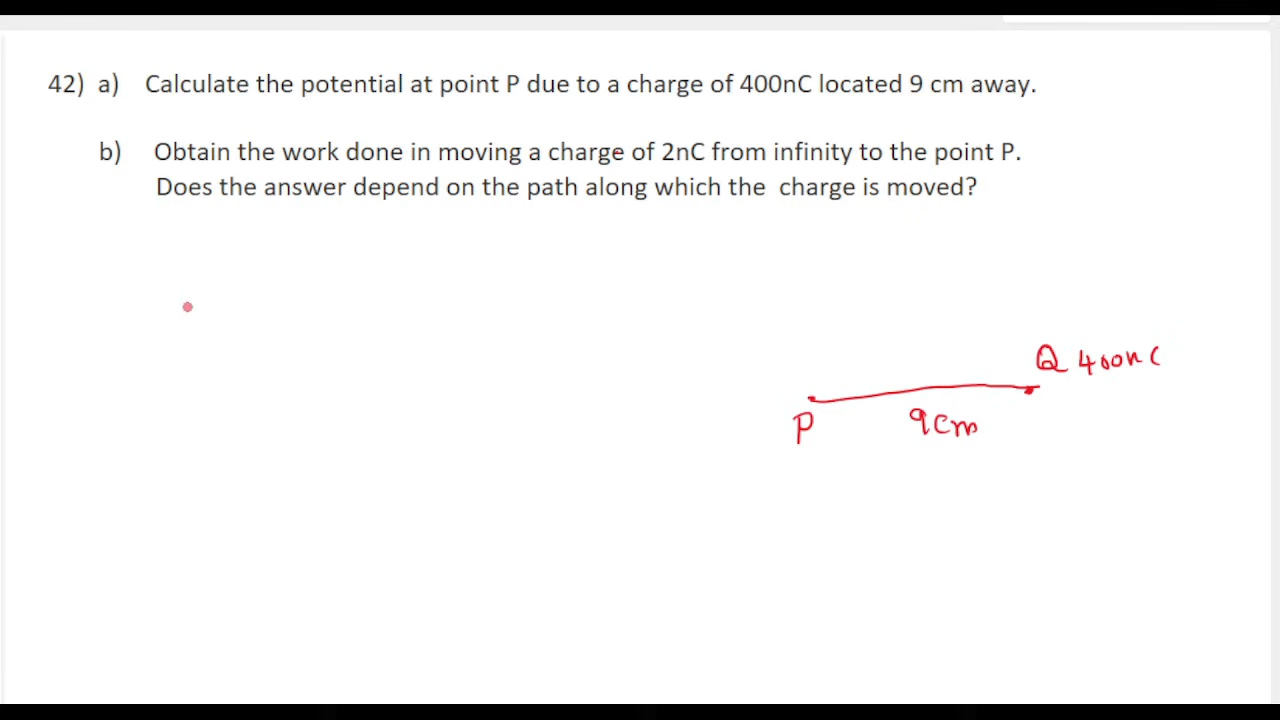 42) a) Calculate the potential at point P due to a charge of 400nC located 9 cm away.
b) Obtain the work done in moving a charge of 2nC from infinity to the point P.
Does the answer depend on the path along which the charge is moved?
Q 400nC
P 9cm